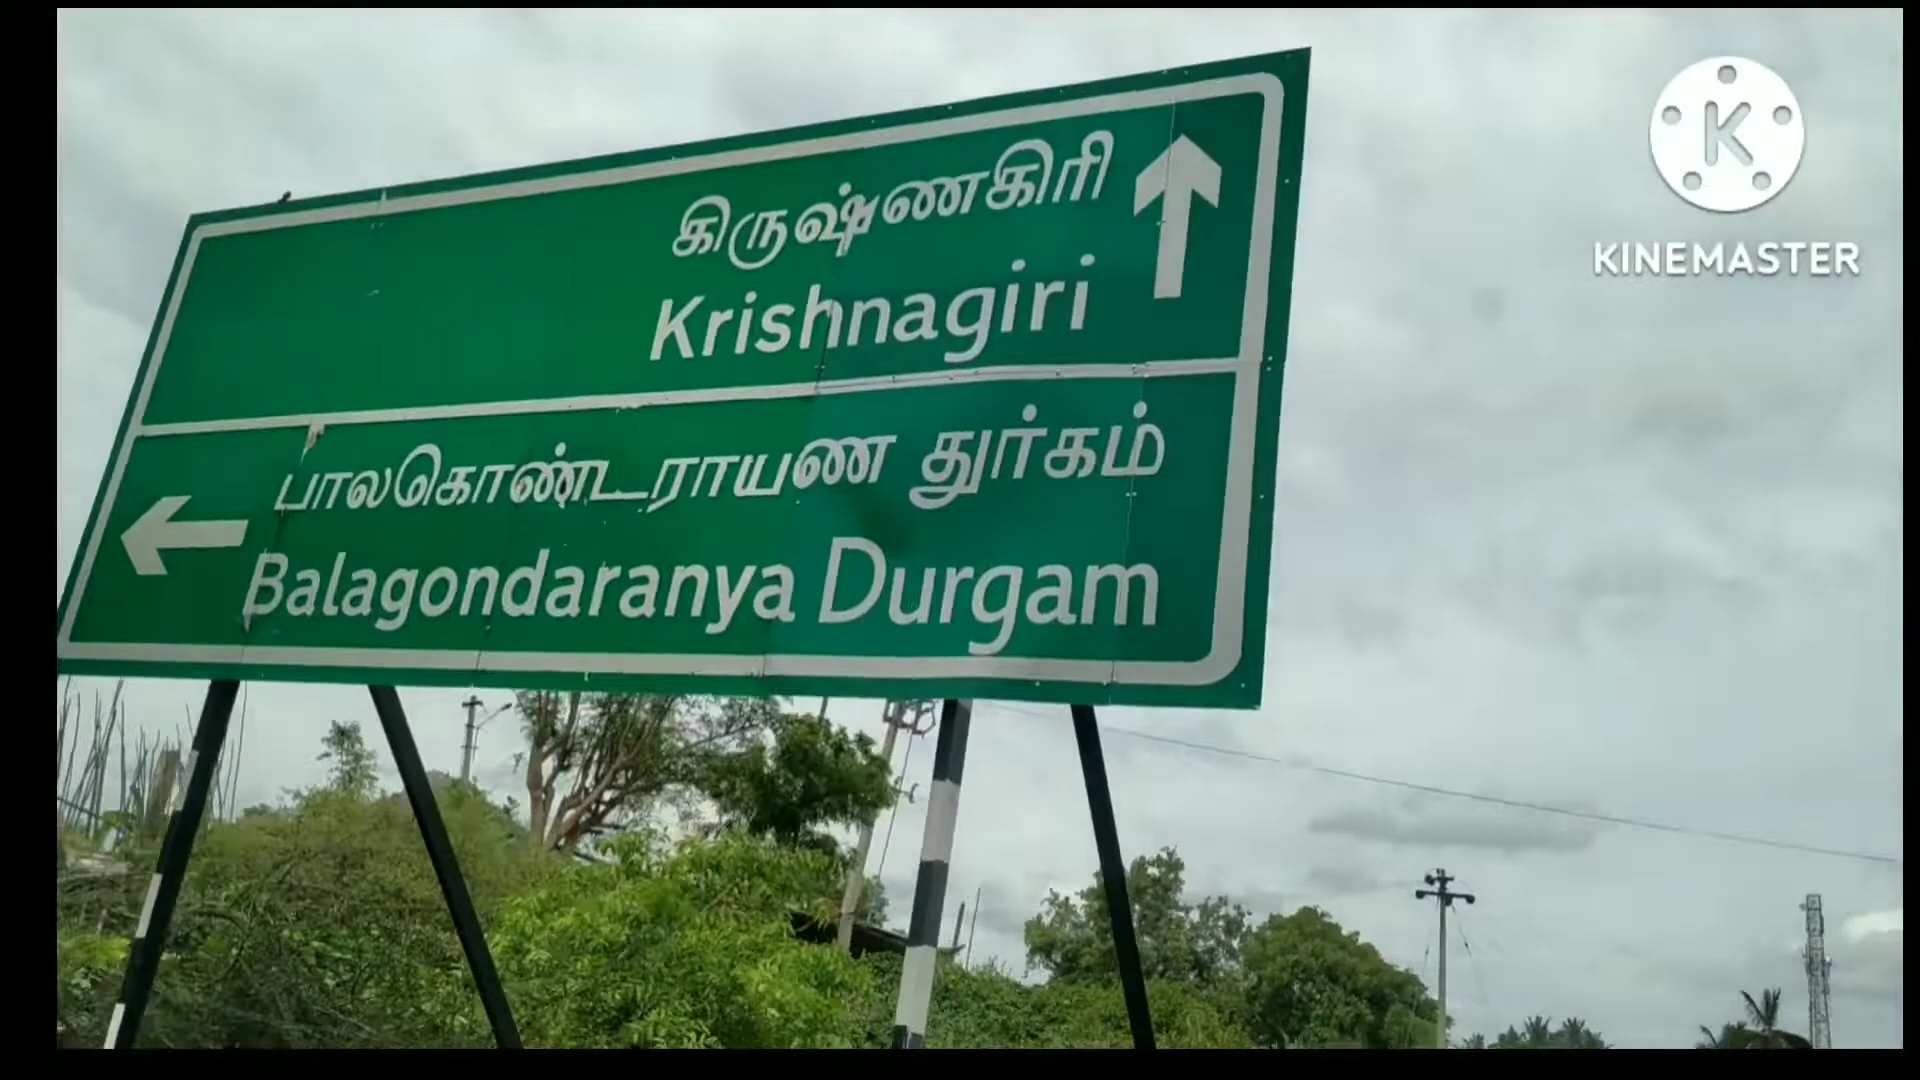 கிருஷ்ணகிரி
Krishnagiri
பாலகொண்டராயண துர்கம்
Balagondaranya Durgam
K
KINEMASTER